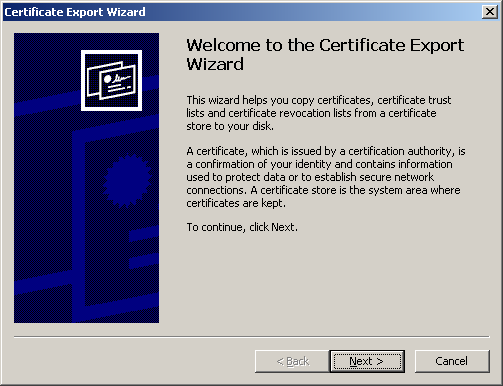 Certificate Export Wizard
Welcome to the Certificate Export
Wizard
This wizard helps you copy certificates, certificate trust
lists and certificate revocation lists from a certificate
store to your disk.
A certificate, which is issued by a certification authority, is
a confirmation of your identity and contains information
used to protect data or to establish secure network
connections. A certificate store is the system area where
certificates are kept.
To continue, click Next.
< Back
Next >
Cancel